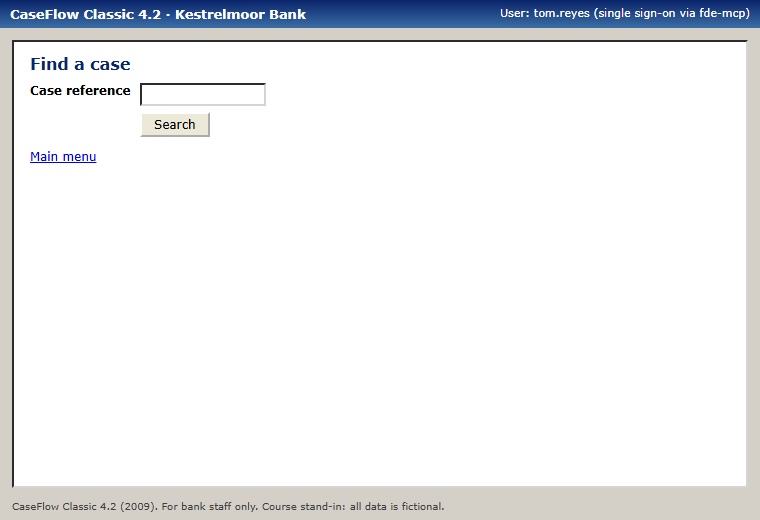 CaseFlow Classic 4.2 · Kestrelmoor Bank
User: tom.reyes (single sign-on via fde-mcp)
Find a case
Case reference
Search
Main menu
CaseFlow Classic 4.2 (2009). For bank staff only. Course stand-in: all data is fictional.